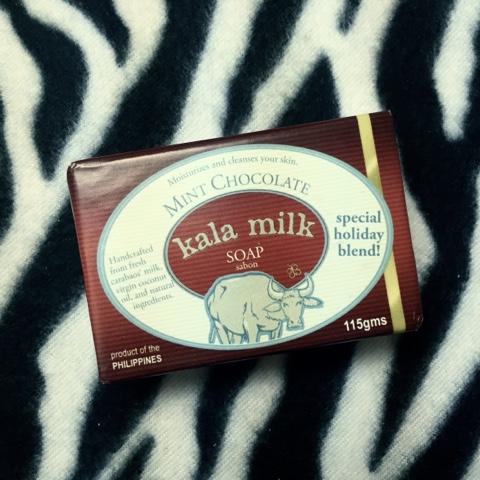 Moisturizes and cleanses your skin.
MINT CHOCOLATE
kala milk
SOAP
sabon
special
holiday
blend!
Handcrafted
from fresh
carabaos' milk,
virgin coconut
oil, and natural
ingredients.
115gms
product of the
PHILIPPINES